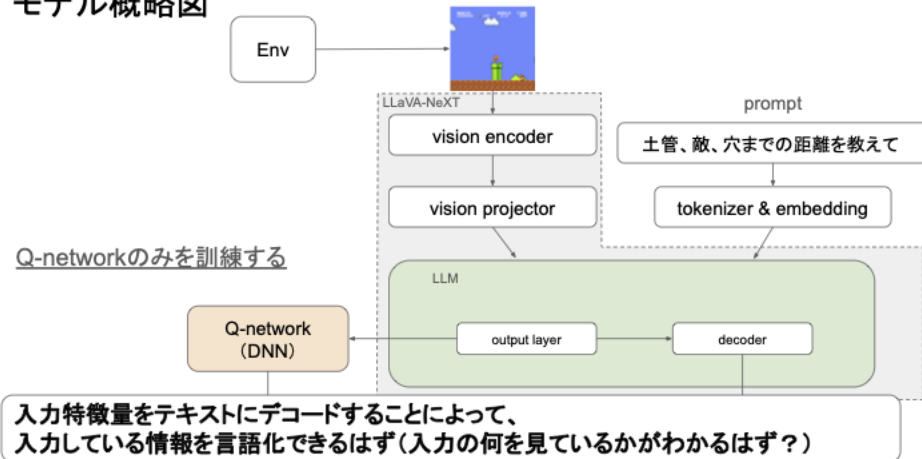 モデル概略図
Env
LLaVA-NeXT
vision encoder
vision projector
prompt
土管、敵、穴までの距離を教えて
tokenizer & embedding
Q-networkのみを訓練する
LLM
Q-network
（DNN）
output layer
decoder
入力特徴量をテキストにデコードすることによって、
入力している情報を言語化できるはず（入力の何を見ているかがわかるはず？）